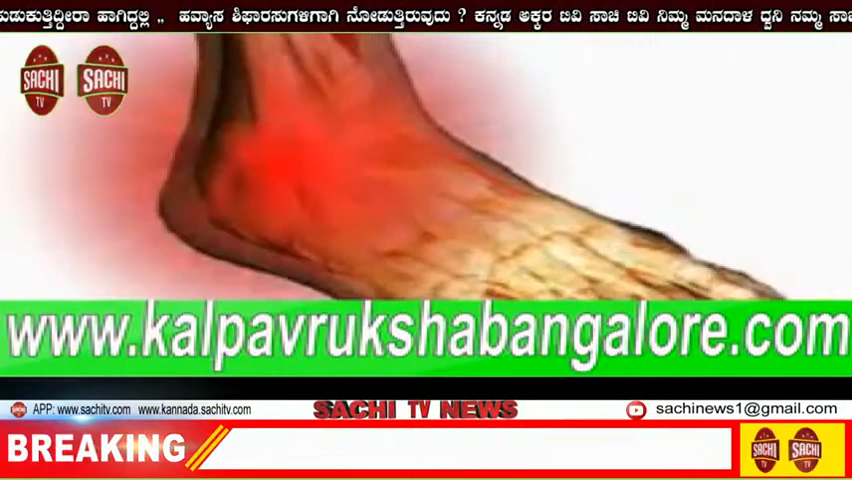 ಹುಡುಕುತ್ತಿದ್ದೀರಾ ಹಾಗಿದ್ದಲ್ಲಿ ,, ಹವ್ಯಾಸ ಶಿಫಾರಸುಗಳಿಗಾಗಿ ನೋಡುತ್ತಿರುವುದು ? ಕನ್ನಡ ಅಕ್ಕರ ಟಿವಿ ಸಾಚಿ ಟಿವಿ ನಿಮ್ಮ ಮನದಾಳ ಧ್ವನಿ ನಮ್ಮ
SACHI TV SACHI TV
www.kalpavrukshabangalore.com
APP: www.sachitv.com www.kannada.sachitv.com SACHI TV NEWS sachinews1@gmail.com
BREAKING SACHI TV SACHI TV